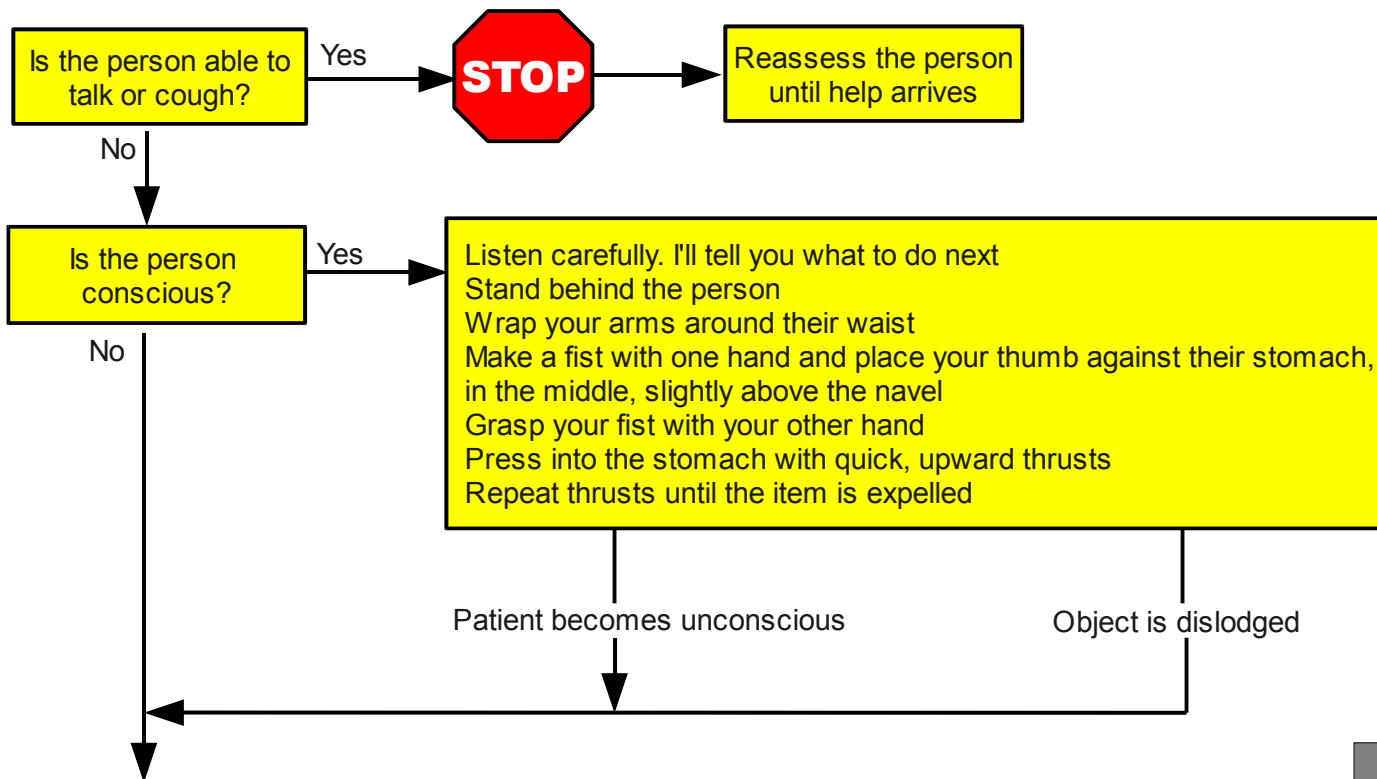 Is the person able to
talk or cough?
Yes
STOP
Reassess the person
until help arrives
No
Is the person
conscious?
Yes
Listen carefully. I'll tell you what to do next
Stand behind the person
Wrap your arms around their waist
Make a fist with one hand and place your thumb against their stomach,
in the middle, slightly above the navel
Grasp your fist with your other hand
Press into the stomach with quick, upward thrusts
Repeat thrusts until the item is expelled
No
Patient becomes unconscious
Object is dislodged